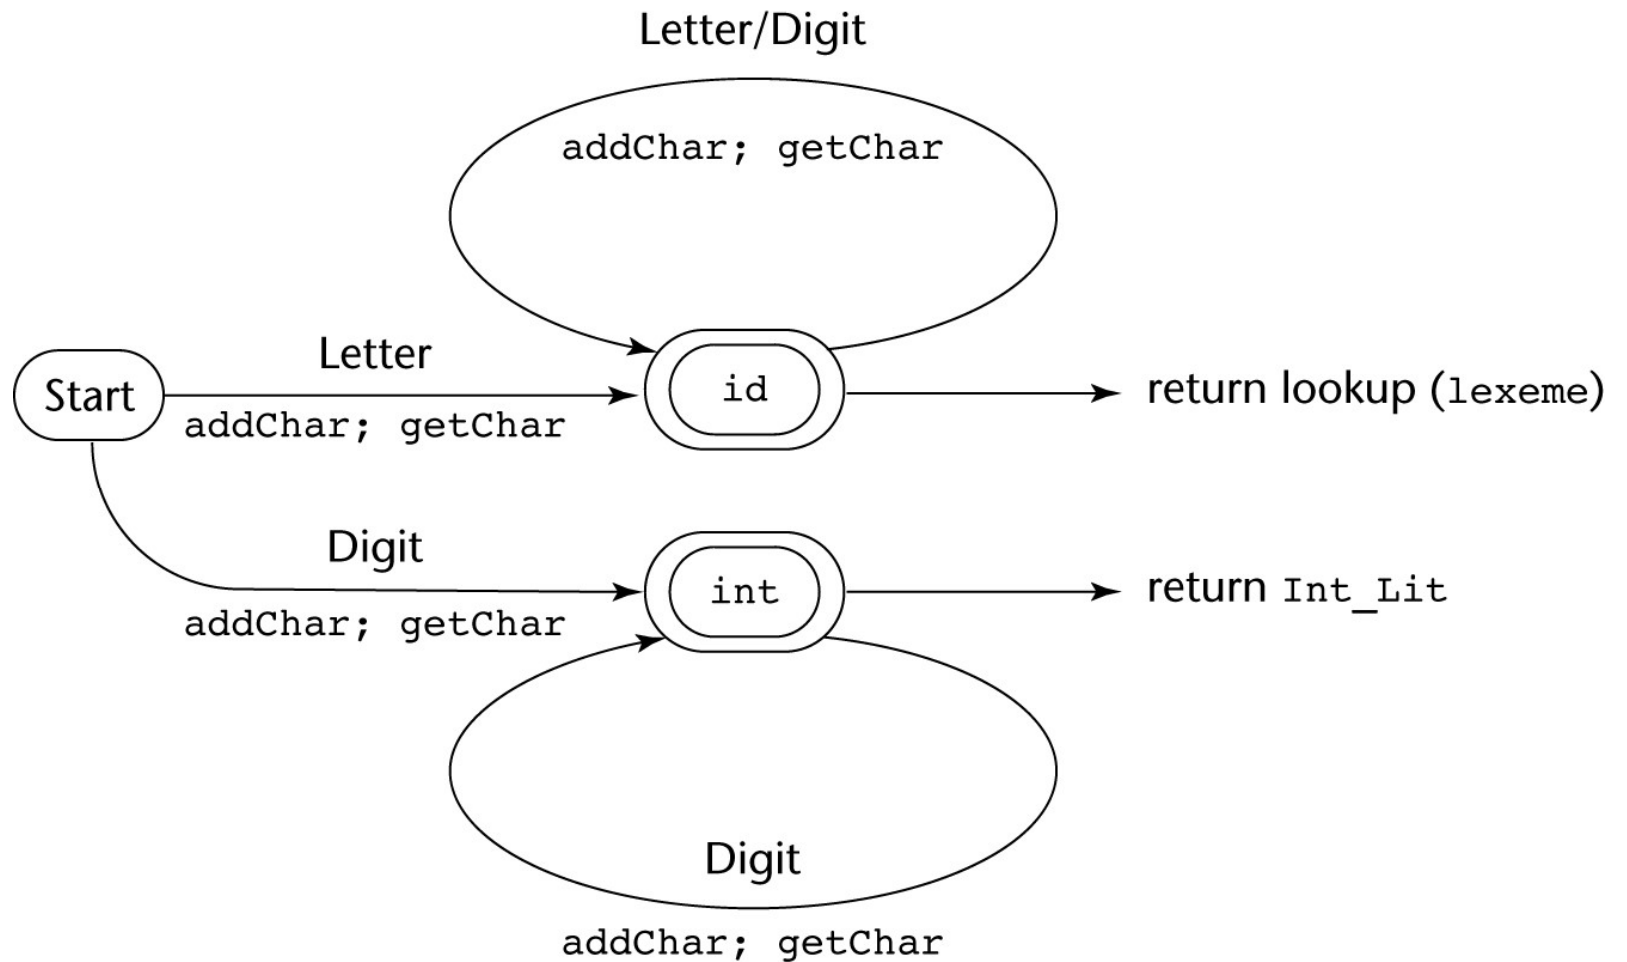 Letter/Digit
addChar; getChar
Letter
Start
id
return lookup (lexeme)
addChar; getChar
Digit
int
return Int_Lit
addChar; getChar
Digit
addChar; getChar